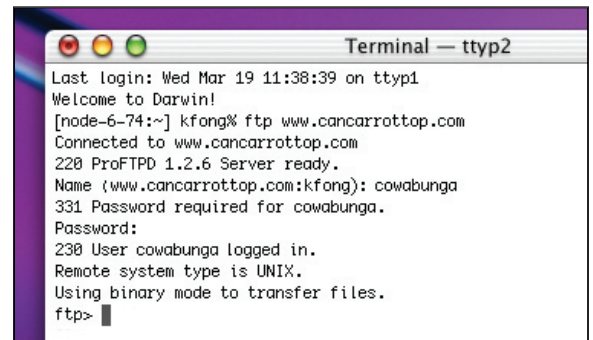 Terminal — ttyp2
Last login: Wed Mar 19 11:38:39 on ttyp1
Welcome to Darwin!
[node-6-74:~] kfong% ftp www.cancarrottop.com
Connected to www.cancarrottop.com
220 ProFTPD 1.2.6 Server ready.
Name (www.cancarrottop.com:kfong): cowabunga
331 Password required for cowabunga.
Password:
230 User cowabunga logged in.
Remote system type is UNIX.
Using binary mode to transfer files.
ftp>